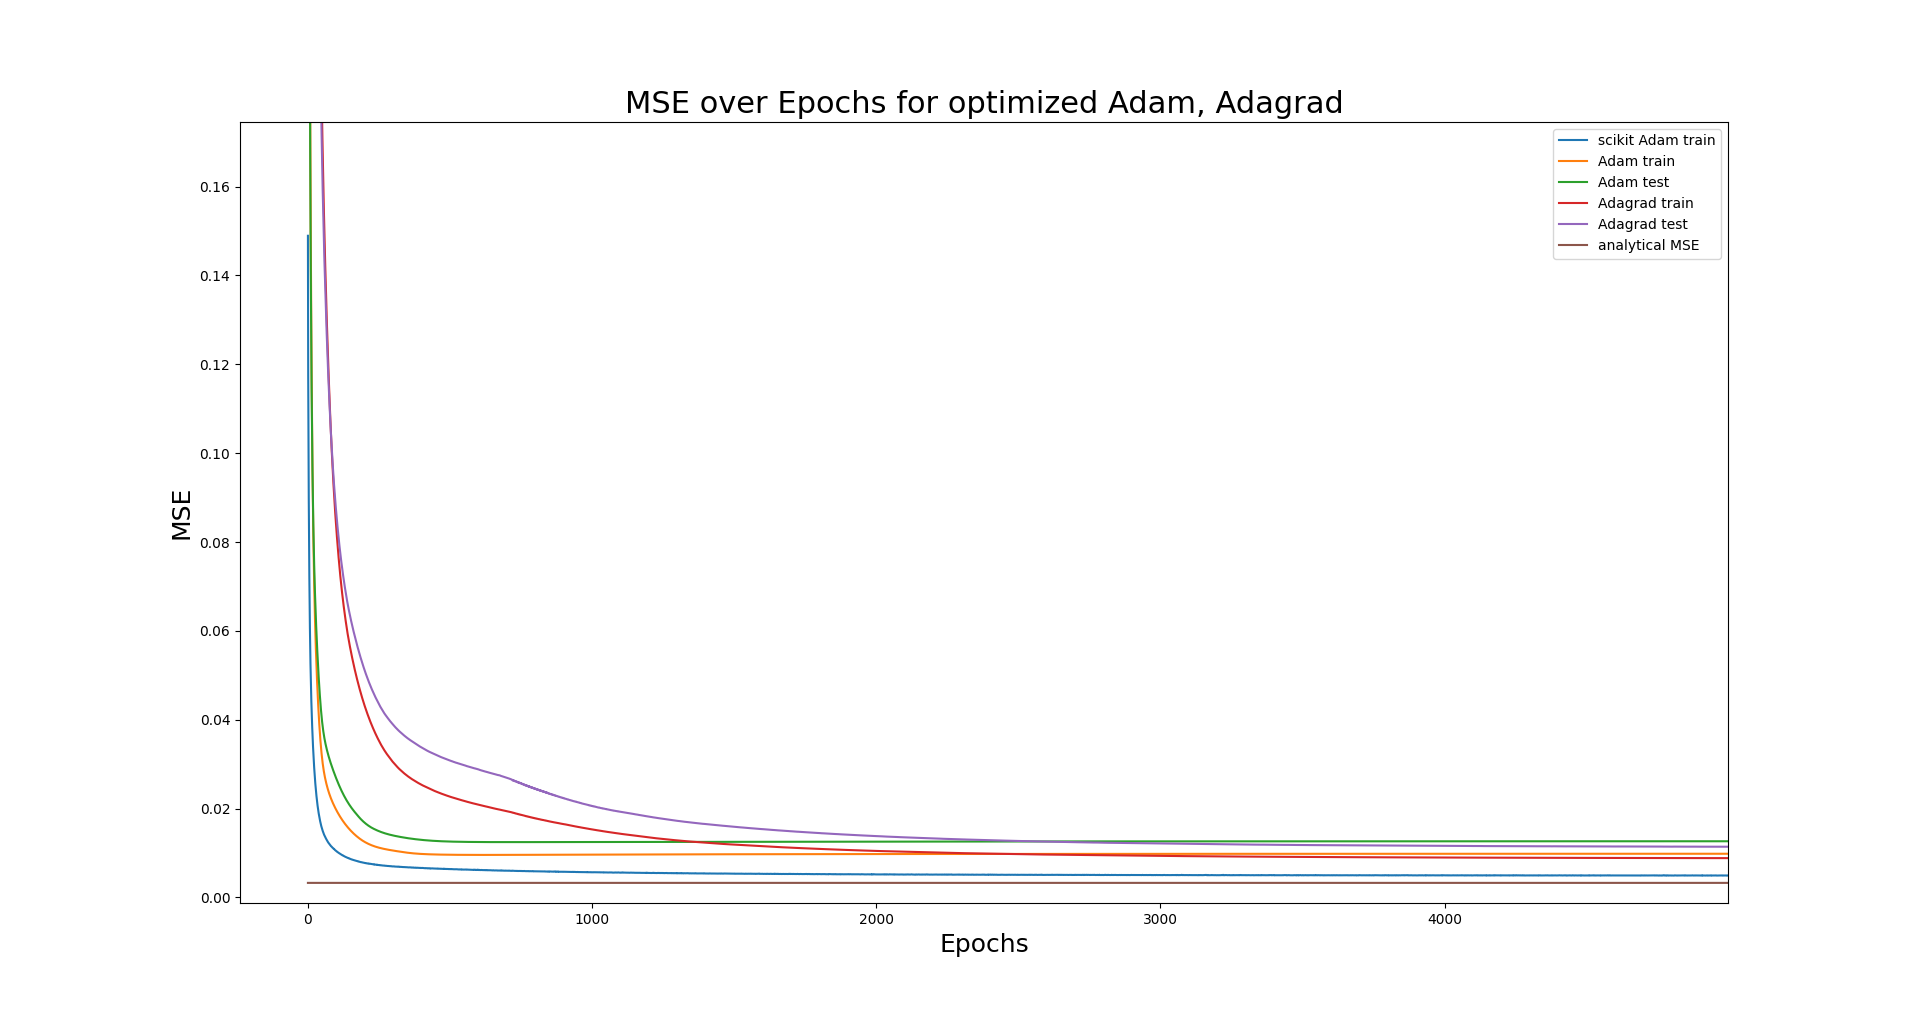 MSE over Epochs for optimized Adam, Adagrad
scikit Adam train
Adam train
Adam test
Adagrad train
Adagrad test
analytical MSE
MSE
0.16
0.14
0.12
0.10
0.08
0.06
0.04
0.02
0.00
0 1000 2000 3000 4000
Epochs